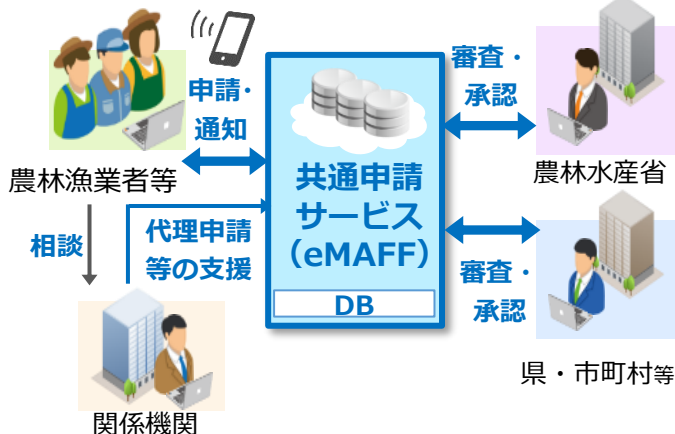 申請・
通知
農林漁業者等
相談
代理申請
等の支援
関係機関
共通申請
サービス
（eMAFF）
DB
審査・
承認
農林水産省
審査・
承認
県・市町村等